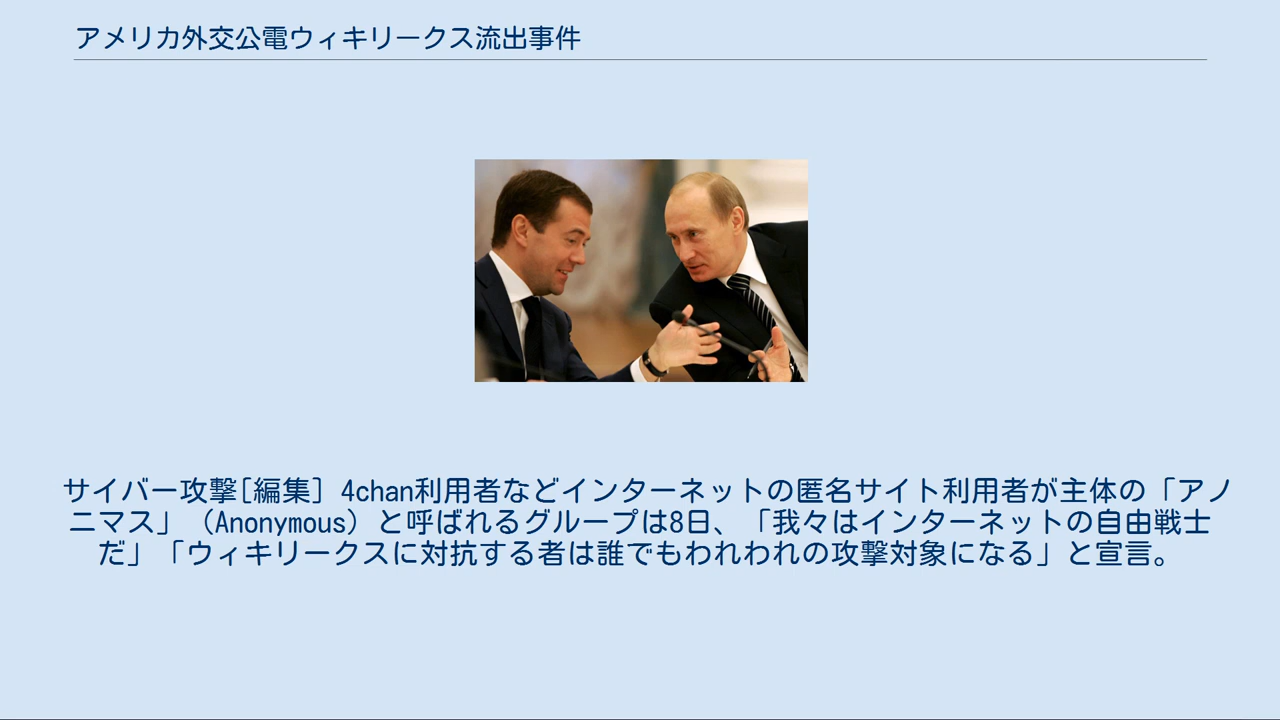 アメリカ外交公電ウィキリークス流出事件
サイバー攻撃[編集] 4chan利用者などインターネットの匿名サイト利用者が主体の「アノ
ニマス」（Anonymous）と呼ばれるグループは8日、「我々はインターネットの自由戦士
だ」「ウィキリークスに対抗する者は誰でもわれわれの攻撃対象になる」と宣言。